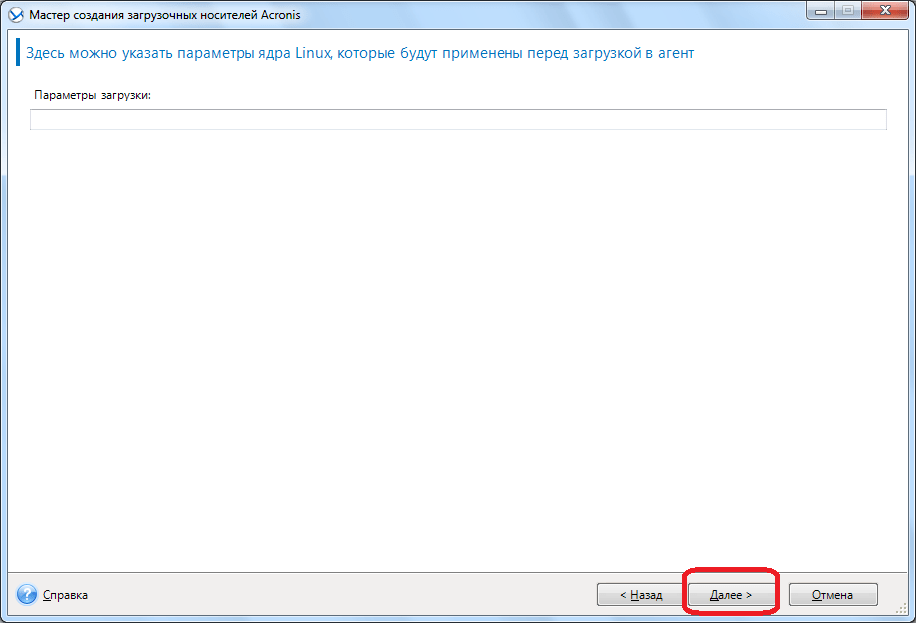 Мастер создания загрузочных носителей Acronis
Здесь можно указать параметры ядра Linux, которые будут применены перед загрузкой в агент
Параметры загрузки:
? Справка
< Назад
Далее >
Отмена